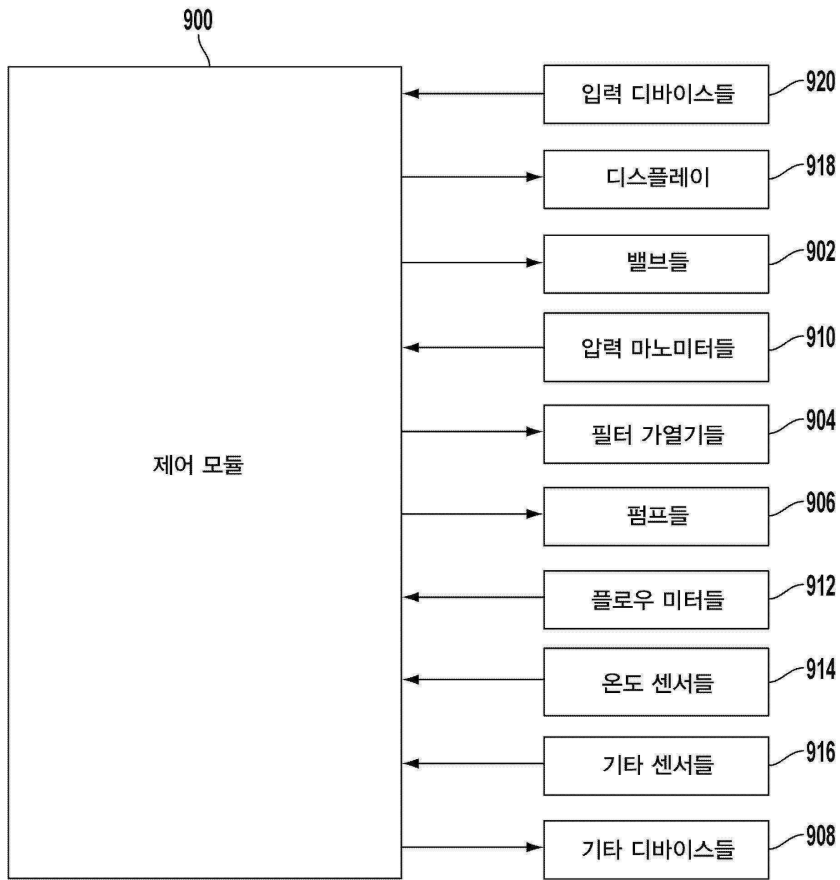 900
제어 모듈
입력 디바이스들 920
디스플레이 918
밸브들 902
압력 마노미터들 910
필터 가열기들 904
펌프들 906
플로우 미터들 912
온도 센서들 914
기타 센서들 916
기타 디바이스들 908